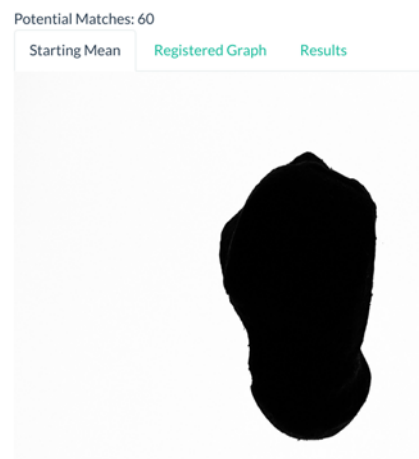 Potential Matches: 60
Starting Mean Registered Graph Results